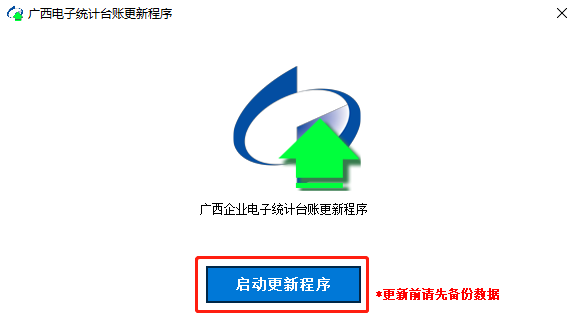 广西电子统计台账更新程序
广西企业电子统计台账更新程序
启动更新程序
*更新前请先备份数据